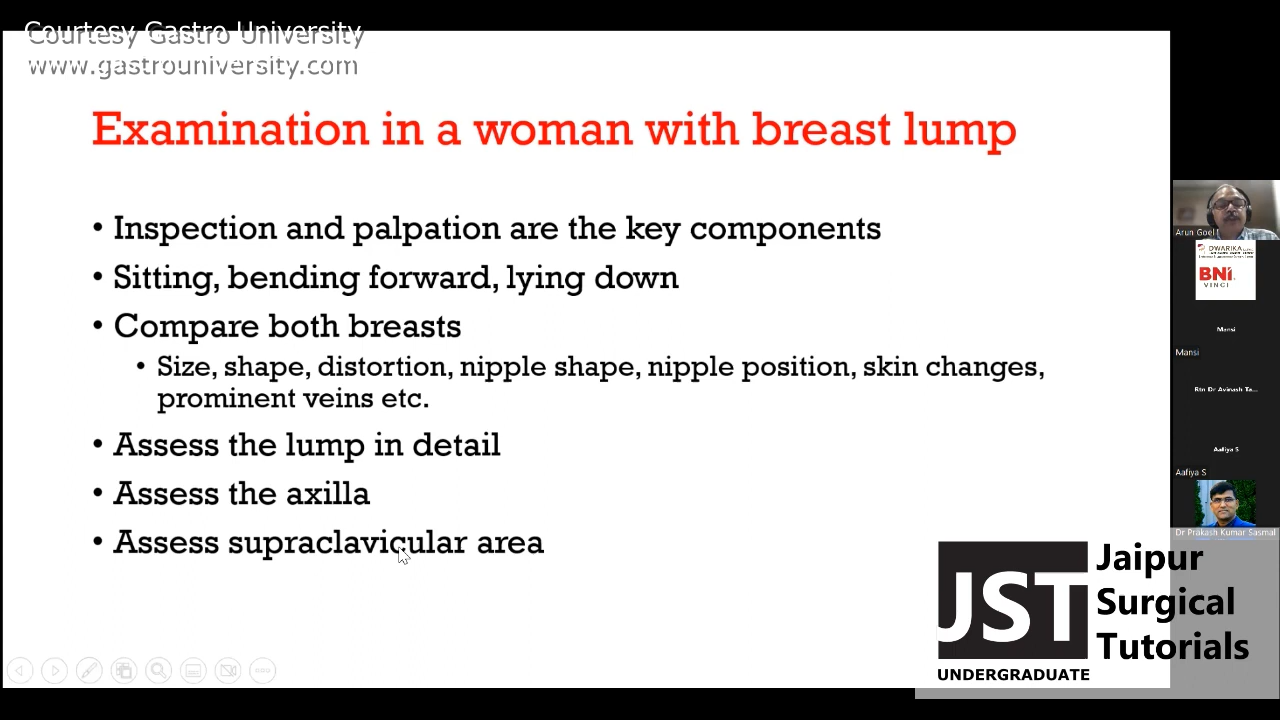 Courtesy Gastro University
www.gastrouniversity.com
Examination in a woman with breast lump
• Inspection and palpation are the key components
• Sitting, bending forward, lying down
• Compare both breasts
• Size, shape, distortion, nipple shape, nipple position, skin changes,
prominent veins etc.
• Assess the lump in detail
• Assess the axilla
• Assess supraclavicular area
Arun Goel
DWARIKA
BNI
VINCI
Mansi
Mansi
Rtn Dr Avinash Ta...
Aafiya S
Aafiya S
Dr Prakash Kumar Sasmal
JST
UNDERGRADUATE
Jaipur
Surgical
Tutorials